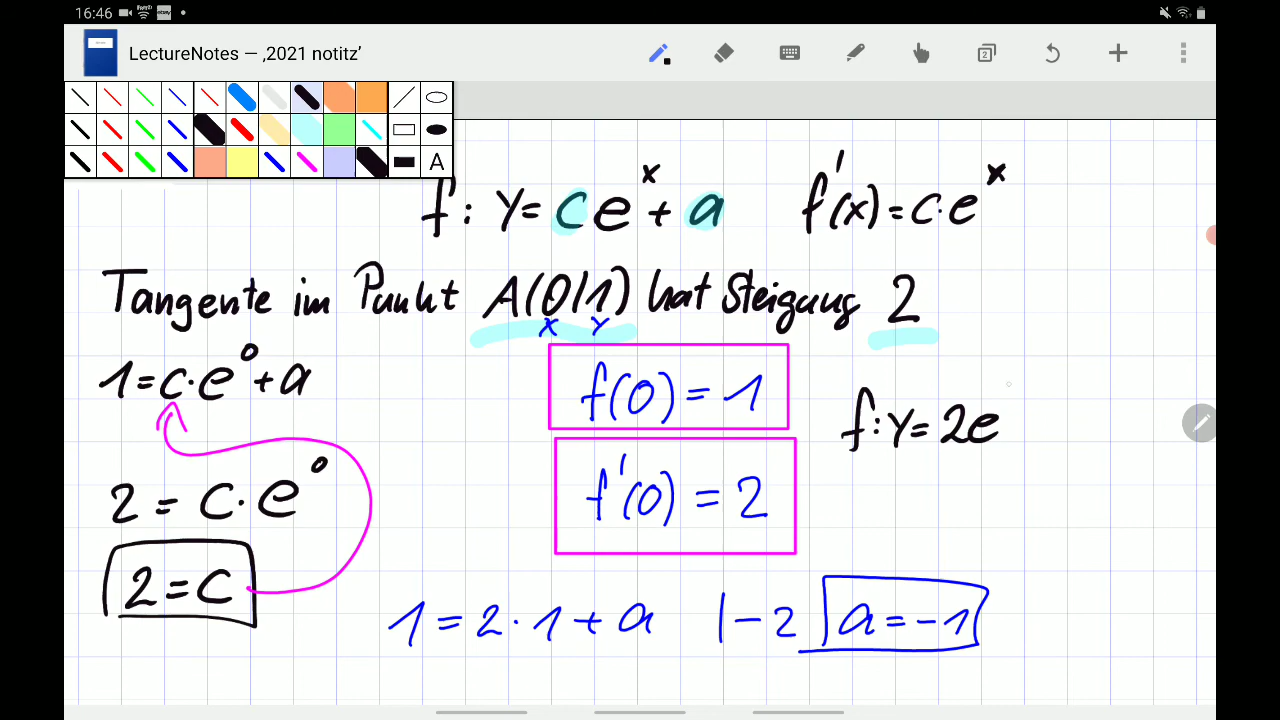 16:46
LectureNotes — ‚2021 notitz’
2
A
f: y = ce^x + a
f'(x) = c·e^x
Tangente im Punkt A(0/1) hat Steigung 2
x y
1 = c·e^0 + a
f(0) = 1
f: y = 2e
2 = c·e^0
f'(0) = 2
2 = c
1 = 2·1 + a |-2 a = -1